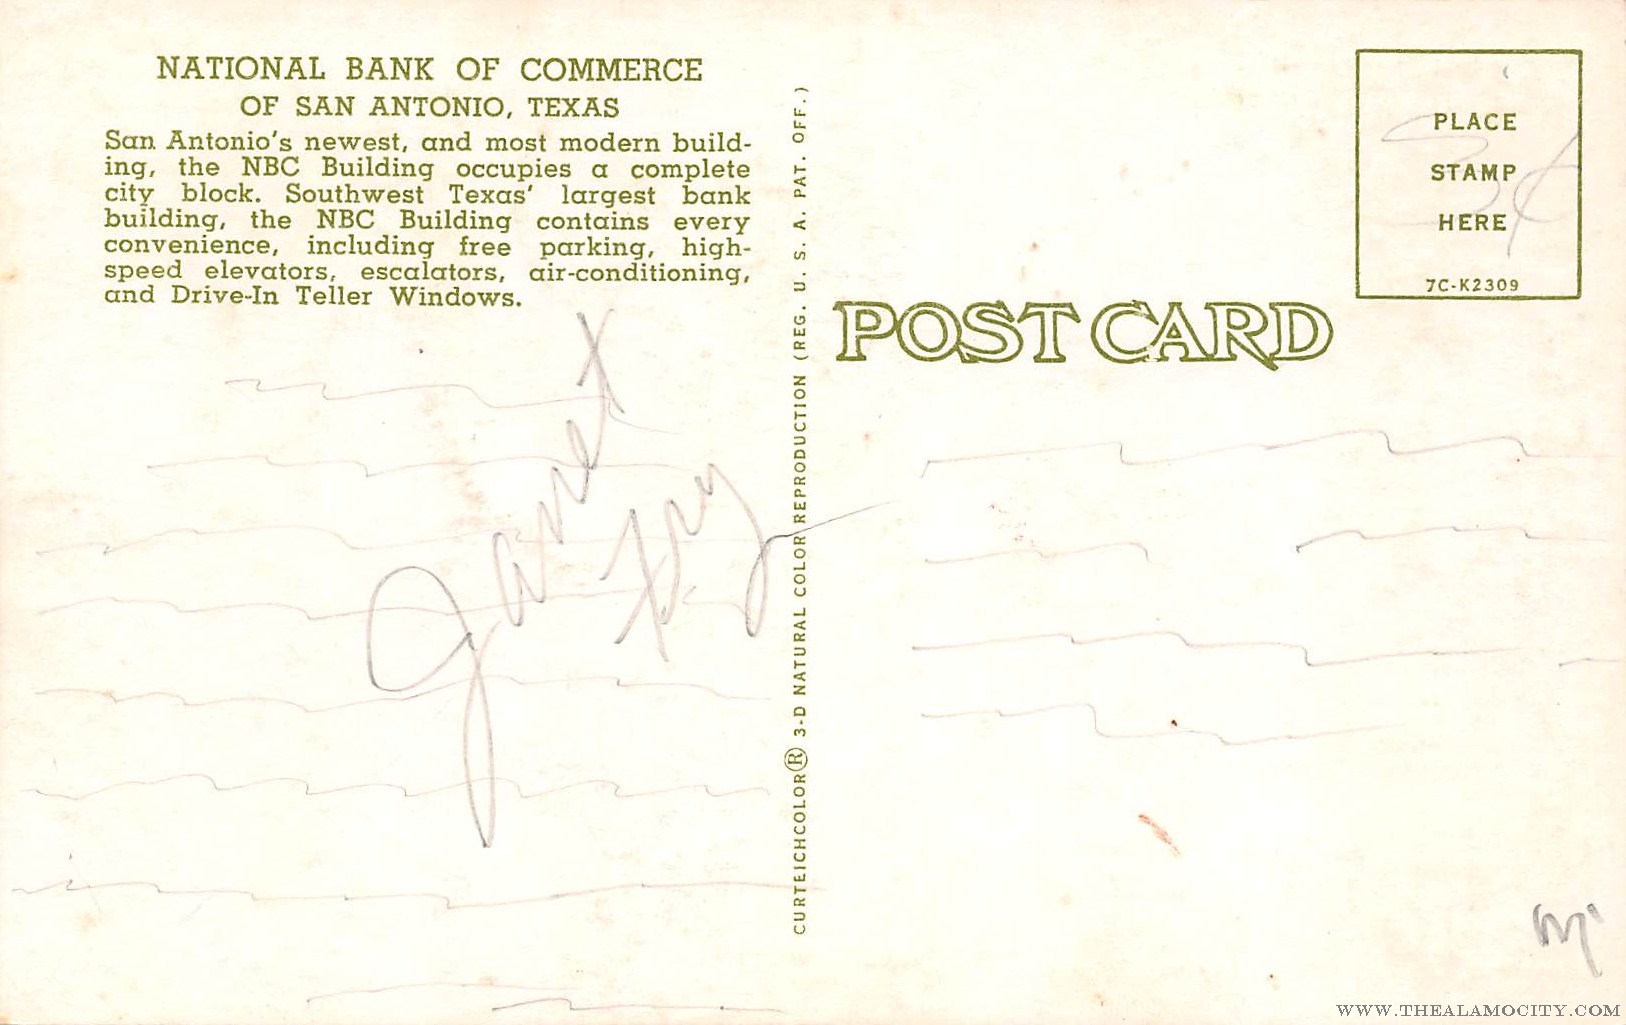 NATIONAL BANK OF COMMERCE
OF SAN ANTONIO, TEXAS
San Antonio's newest, and most modern build-
ing, the NBC Building occupies a complete
city block. Southwest Texas' largest bank
building, the NBC Building contains every
convenience, including free parking, high-
speed elevators, escalators, air-conditioning,
and Drive-In Teller Windows.
Janet
Fry
CURTEICHCOLOR® 3-D NATURAL COLOR REPRODUCTION (REG. U. S. A. PAT. OFF.)
POST CARD
PLACE
STAMP
HERE
7C-K2309
3¢
WWW.THEALAMOCITY.COM